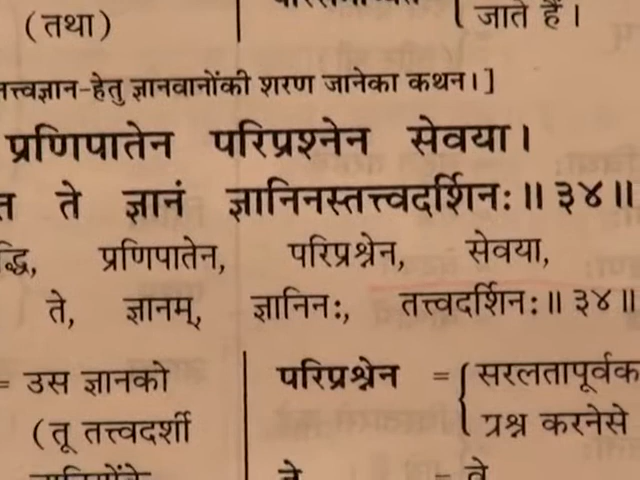 (तथा)
जाते हैं।
तत्त्वज्ञान-हेतु ज्ञानवानोंकी शरण जानेका कथन।]
प्रणिपातेन परिप्रश्नेन सेवया।
ते ज्ञानं ज्ञानिनस्तत्त्वदर्शिनः॥ ३४॥
द्धि, प्रणिपातेन, परिप्रश्नेन, सेवया,
ते, ज्ञानम्, ज्ञानिनः, तत्त्वदर्शिनः॥ ३४॥
= उस ज्ञानको
(तू तत्त्वदर्शी
परिप्रश्नेन = सरलतापूर्वक
प्रश्न करनेसे
ते = वे